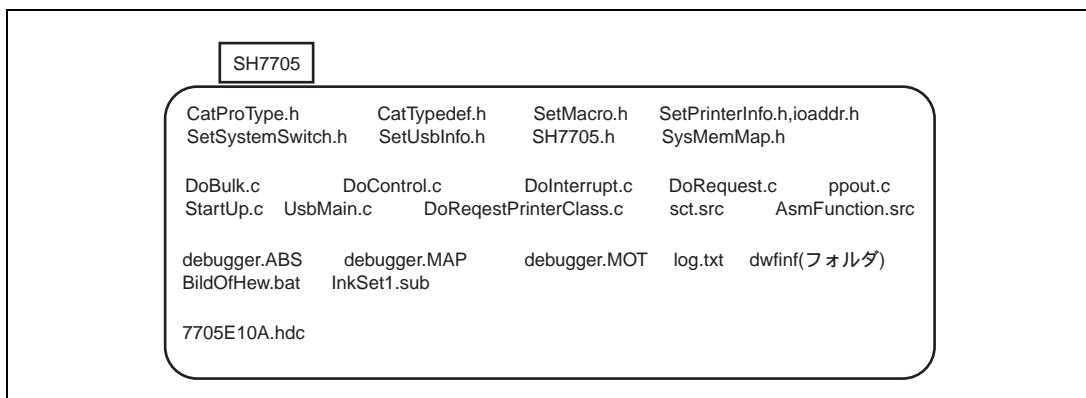 SH7705
CatProType.h CatTypedef.h SetMacro.h SetPrinterInfo.h,ioaddr.h
SetSystemSwitch.h SetUsbInfo.h SH7705.h SysMemMap.h
DoBulk.c DoControl.c DoInterrupt.c DoRequest.c ppout.c
StartUp.c UsbMain.c DoReqestPrinterClass.c sct.src AsmFunction.src
debugger.ABS debugger.MAP debugger.MOT log.txt dwfinf(フォルダ)
BildOfHew.bat InkSet1.sub
7705E10A.hdc